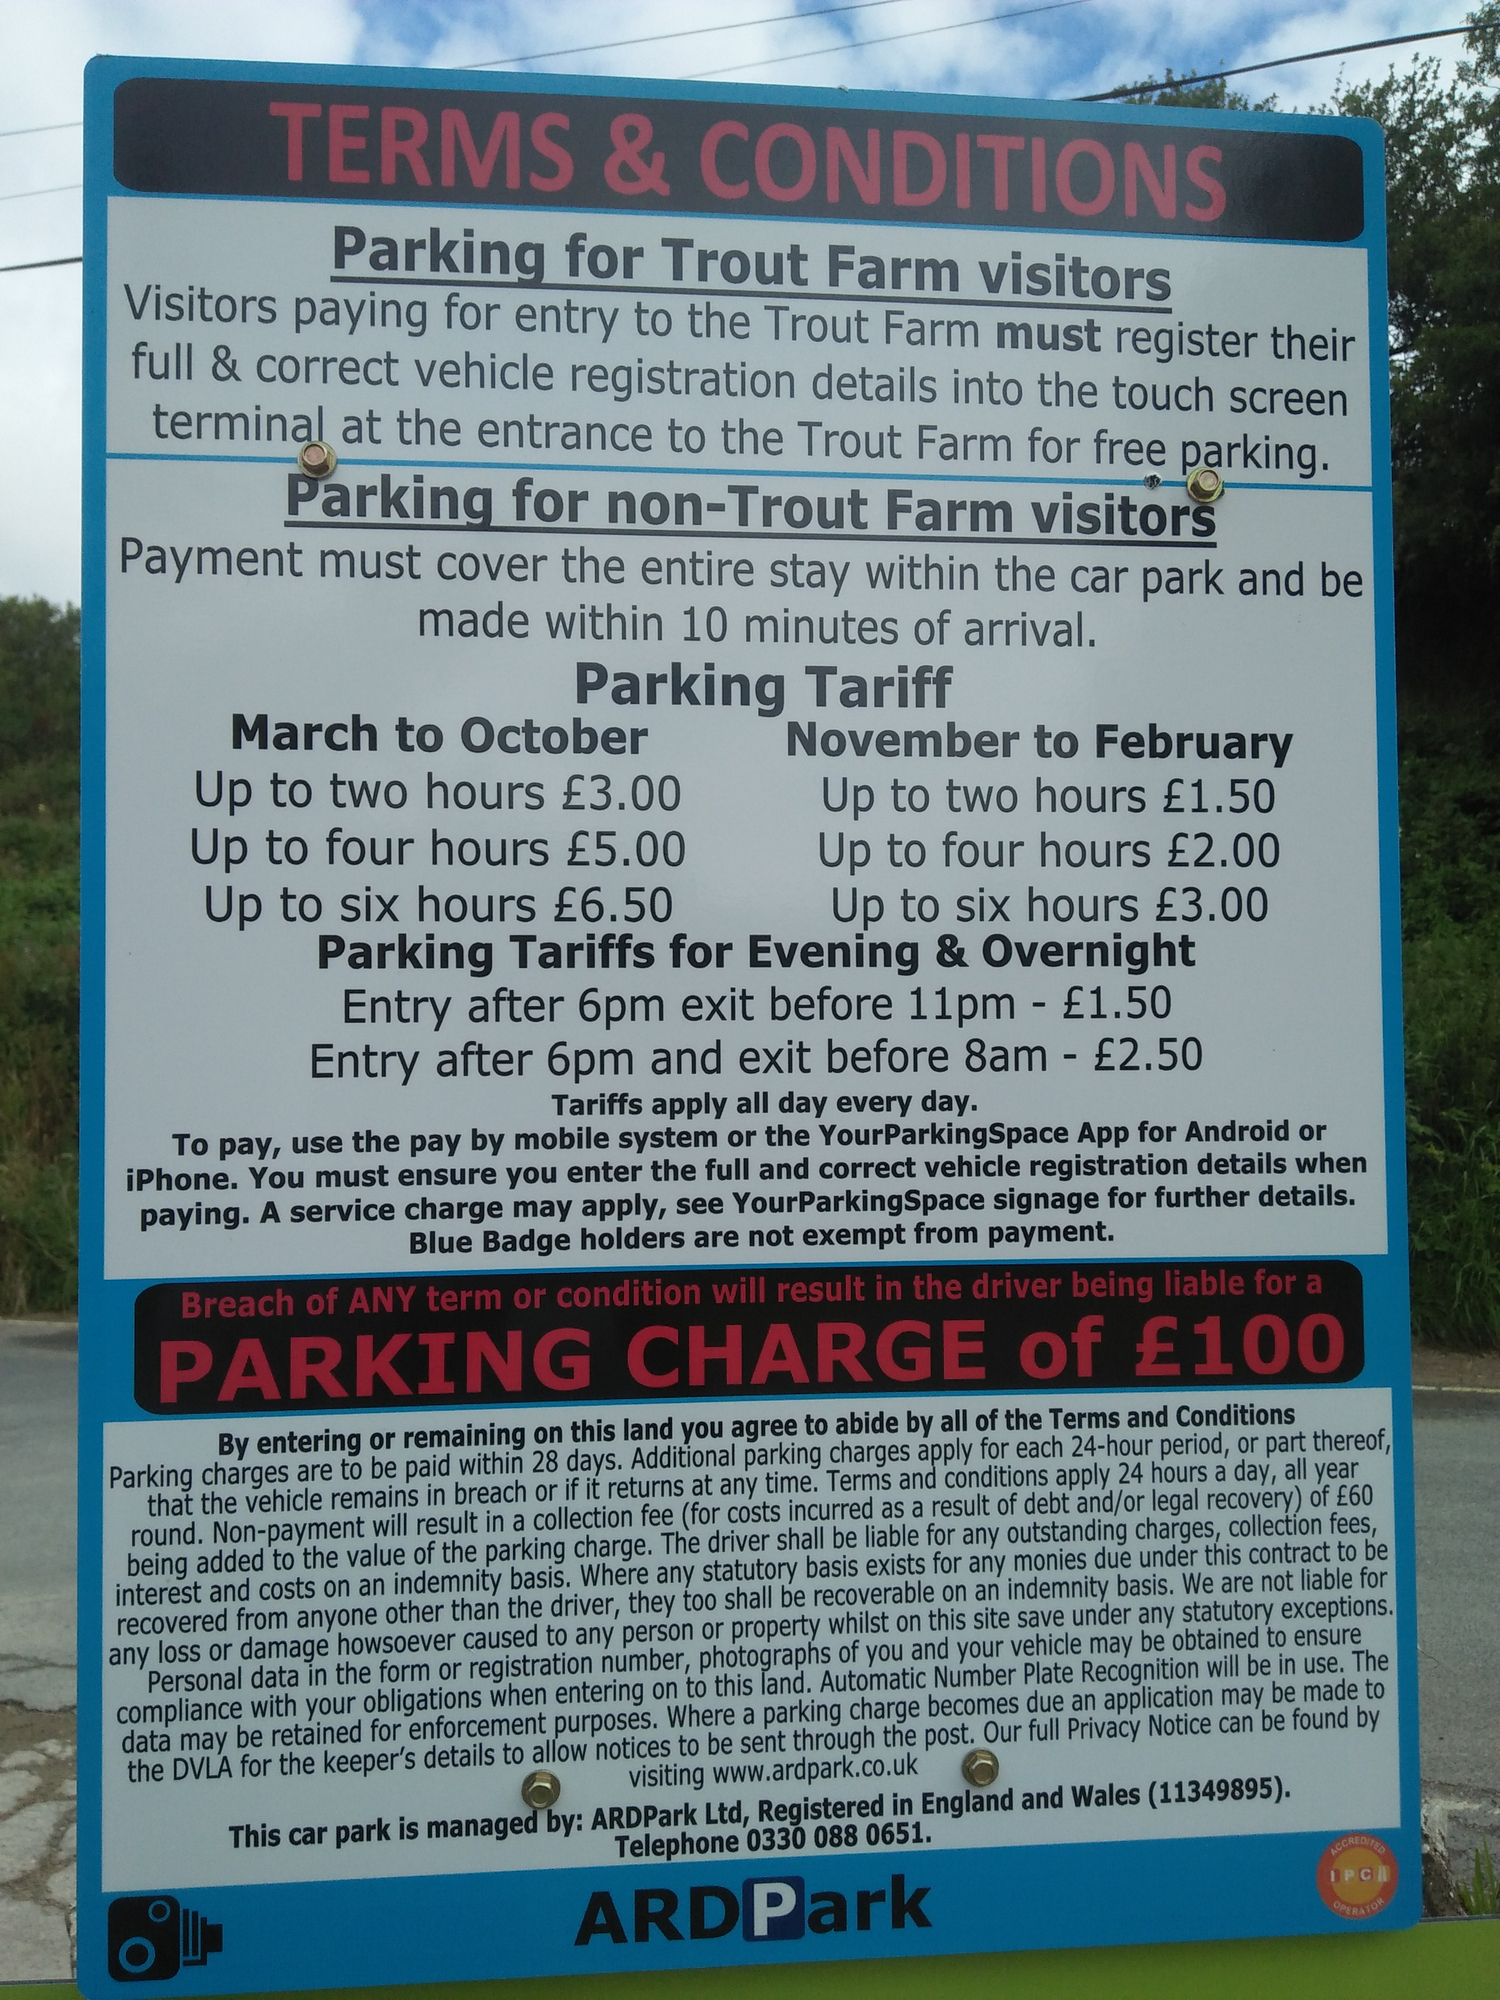 TERMS & CONDITIONS
Parking for Trout Farm visitors
Visitors paying for entry to the Trout Farm must register their
full & correct vehicle registration details into the touch screen
terminal at the entrance to the Trout Farm for free parking.
Parking for non-Trout Farm visitors
Payment must cover the entire stay within the car park and be
made within 10 minutes of arrival.
Parking Tariff
March to October
Up to two hours £3.00
Up to four hours £5.00
Up to six hours £6.50
November to February
Up to two hours £1.50
Up to four hours £2.00
Up to six hours £3.00
Parking Tariffs for Evening & Overnight
Entry after 6pm exit before 11pm - £1.50
Entry after 6pm and exit before 8am - £2.50
Tariffs apply all day every day.
To pay, use the pay by mobile system or the YourParkingSpace App for Android or
iPhone. You must ensure you enter the full and correct vehicle registration details when
paying. A service charge may apply, see YourParkingSpace signage for further details.
Blue Badge holders are not exempt from payment.
Breach of ANY term or condition will result in the driver being liable for a
PARKING CHARGE of £100
By entering or remaining on this land you agree to abide by all of the Terms and Conditions
Parking charges are to be paid within 28 days. Additional parking charges apply for each 24-hour period, or part thereof,
that the vehicle remains in breach or if it returns at any time. Terms and conditions apply 24 hours a day, all year
round. Non-payment will result in a collection fee (for costs incurred as a result of debt and/or legal recovery) of £60
being added to the value of the parking charge. The driver shall be liable for any outstanding charges, collection fees,
interest and costs on an indemnity basis. Where any statutory basis exists for any monies due under this contract to be
recovered from anyone other than the driver, they too shall be recoverable on an indemnity basis. We are not liable for
any loss or damage howsoever caused to any person or property whilst on this site save under any statutory exceptions.
Personal data in the form or registration number, photographs of you and your vehicle may be obtained to ensure
compliance with your obligations when entering on to this land. Automatic Number Plate Recognition will be in use. The
data may be retained for enforcement purposes. Where a parking charge becomes due an application may be made to
the DVLA for the keeper's details to allow notices to be sent through the post. Our full Privacy Notice can be found by
visiting www.ardpark.co.uk
This car park is managed by: ARDPark Ltd, Registered in England and Wales (11349895).
Telephone 0330 088 0651.
ARDPark
ACCREDITED
IPC
OPERATOR